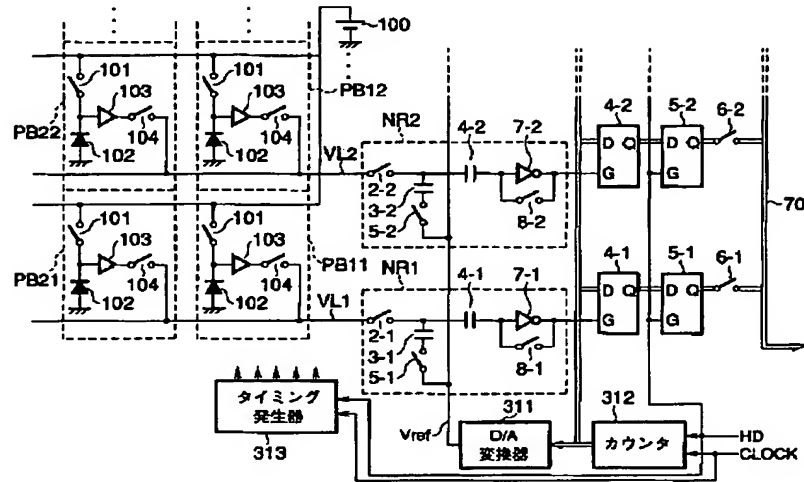 100
101
103
101
103
PB22
104
104
PB12
102
102
NR2
4-2
7-2
4-2
5-2
6-2
VL2
2-2
3-2
5-2
8-2
D Q
G
D Q
G
70
101
103
101
103
PB21
104
104
PB11
102
102
NR1
4-1
7-1
4-1
5-1
6-1
VL1
2-1
3-1
5-1
8-1
D Q
G
D Q
G
タイミング
発生器
313
Vref
311
D/A
変換器
312
カウンタ
HD
CLOCK